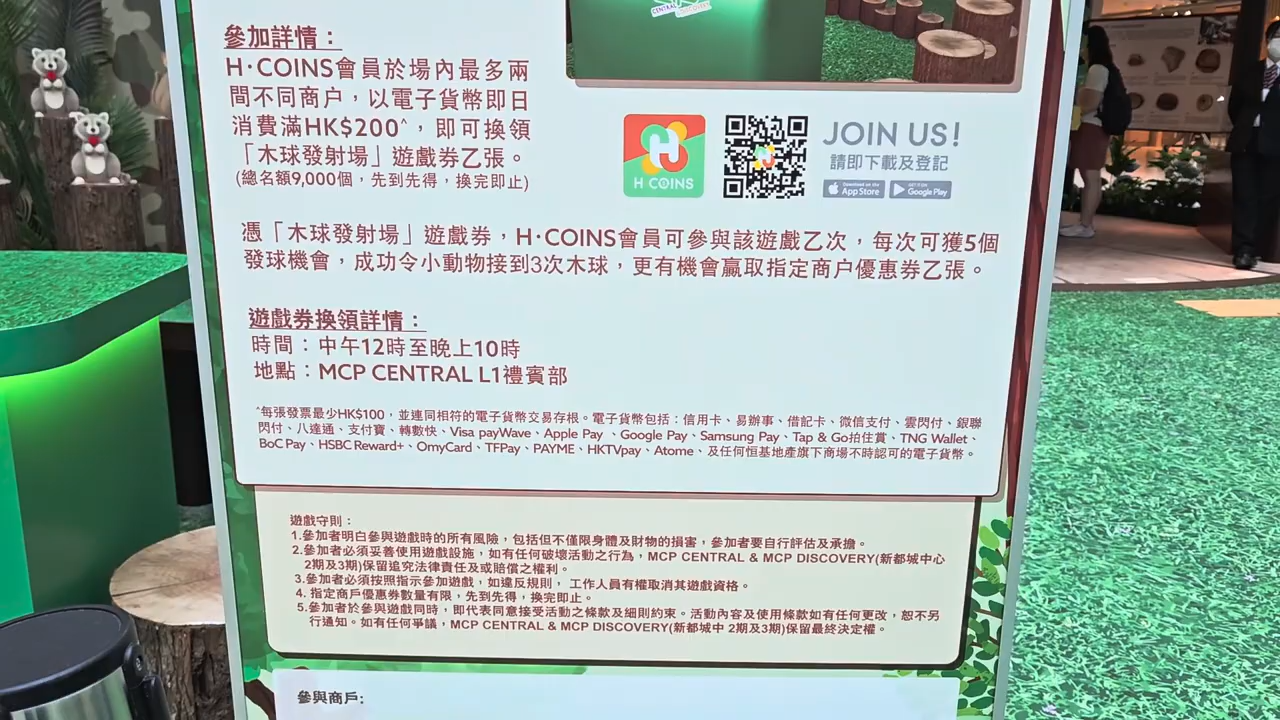 MCP CENTRAL DISCOVERY
參加詳情：
H·COINS會員於場內最多兩
間不同商户，以電子貨幣即日
消費滿HK$200^，即可換領
「木球發射場」遊戲券乙張。
(總名額9,000個，先到先得，換完即止)
H COINS
JOIN US!
請即下載及登記
Download on the App Store
GET IT ON Google Play
憑「木球發射場」遊戲券，H·COINS會員可參與該遊戲乙次，每次可獲5個
發球機會，成功令小動物接到3次木球，更有機會贏取指定商户優惠券乙張。
遊戲券換領詳情：
時間：中午12時至晚上10時
地點：MCP CENTRAL L1禮賓部
^每張發票最少HK$100，並連同相符的電子貨幣交易存根。電子貨幣包括：信用卡、易辦事、借記卡、微信支付、雲閃付、銀聯
閃付、八達通、支付寶、轉數快、Visa payWave、Apple Pay、Google Pay、Samsung Pay、Tap & Go拍住賞、TNG Wallet、
BoC Pay、HSBC Reward+、OmyCard、TFPay、PAYME、HKTVpay、Atome、及任何恒基地產旗下商場不時認可的電子貨幣。
遊戲守則：
1.參加者明白參與遊戲時的所有風險，包括但不僅限身體及財物的損害，參加者要自行評估及承擔。
2.參加者必須妥善使用遊戲設施，如有任何破壞活動之行為，MCP CENTRAL & MCP DISCOVERY(新都城中心
2期及3期)保留追究法律責任及或賠償之權利。
3.參加者必須按照指示參加遊戲，如違反規則， 工作人員有權取消其遊戲資格。
4. 指定商戶優惠券數量有限，先到先得，換完即止。
5.參加者於參與遊戲同時，即代表同意接受活動之條款及細則約束。活動內容及使用條款如有任何更改，恕不另
行通知。如有任何爭議，MCP CENTRAL & MCP DISCOVERY(新都城中 2期及3期)保留最終決定權。
參與商戶: